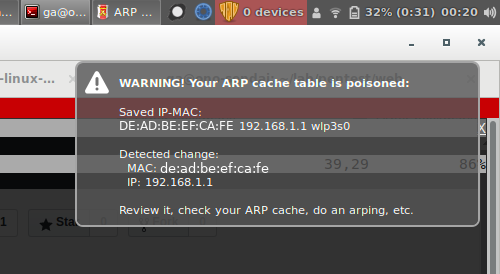 ga@o...
ARP ...
0 devices
32% (0:31)
00:20
-linux-...
WARNING! Your ARP cache table is poisoned:
Saved IP-MAC:
DE:AD:BE:EF:CA:FE 192.168.1.1 wlp3s0
Detected change:
MAC: de:ad:be:ef:ca:fe
IP: 192.168.1.1
39,29 86%
Review it, check your ARP cache, do an arping, etc.
1 Star